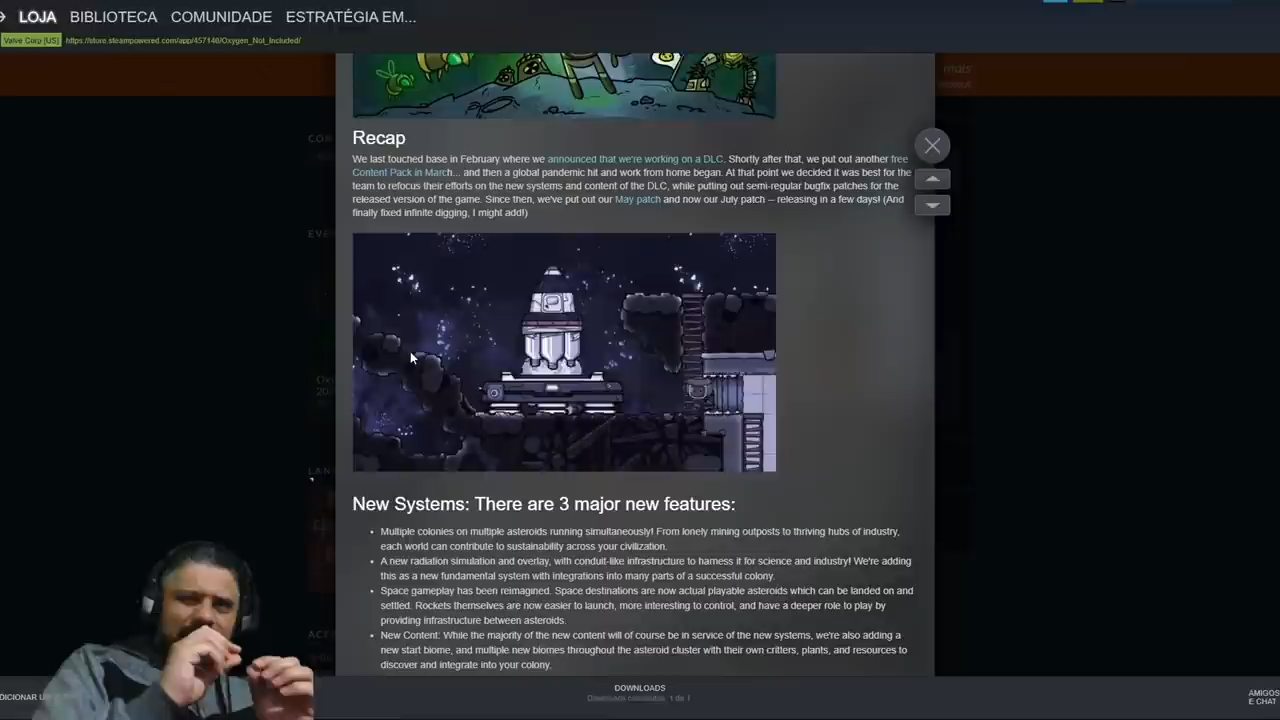 LOJA BIBLIOTECA COMUNIDADE ESTRATÉGIA EM...
Valve Corp [US] https://store.steampowered.com/app/457140/Oxygen_Not_Included/
mais
Recap
We last touched base in February where we announced that we're working on a DLC. Shortly after that, we put out another free
Content Pack in March... and then a global pandemic hit and work from home began. At that point we decided it was best for the
team to refocus their efforts on the new systems and content of the DLC, while putting out semi-regular bugfix patches for the
released version of the game. Since then, we've put out our May patch and now our July patch -- releasing in a few days! (And
finally fixed infinite digging, I might add!)
New Systems: There are 3 major new features:
Multiple colonies on multiple asteroids running simultaneously! From lonely mining outposts to thriving hubs of industry,
each world can contribute to sustainability across your civilization.
A new radiation simulation and overlay, with conduit-like infrastructure to harness it for science and industry! We're adding
this as a new fundamental system with integrations into many parts of a successful colony.
Space gameplay has been reimagined. Space destinations are now actual playable asteroids which can be landed on and
settled. Rockets themselves are now easier to launch, more interesting to control, and have a deeper role to play by
providing infrastructure between asteroids.
New Content: While the majority of the new content will of course be in service of the new systems, we're also adding a
new start biome, and multiple new biomes throughout the asteroid cluster with their own critters, plants, and resources to
discover and integrate into your colony.
DOWNLOADS
AMIGOS
E CHAT